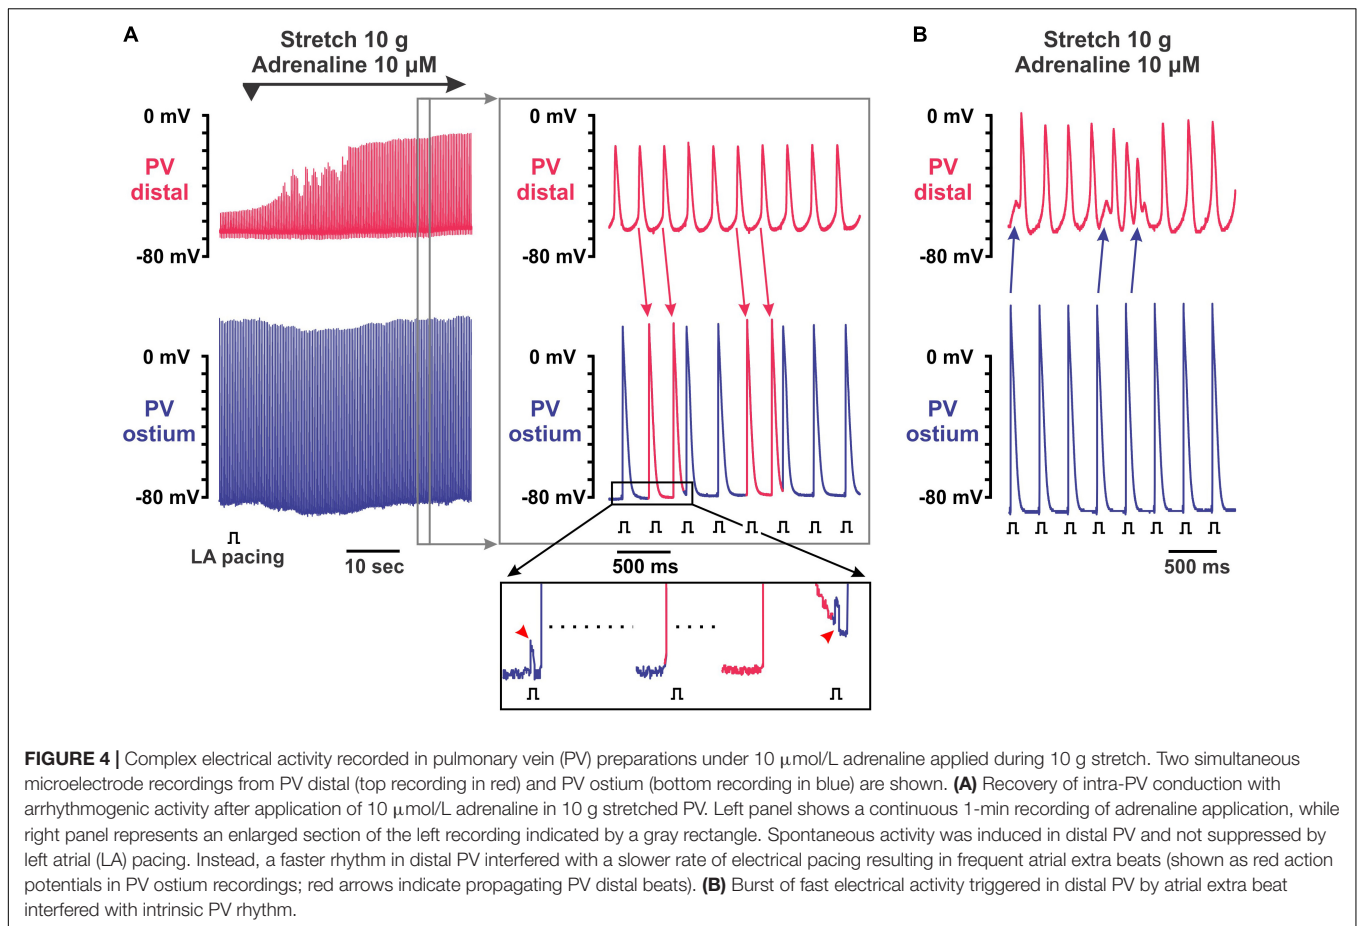 A
Stretch 10 g
Adrenaline 10 µM
0 mV
PV
distal
-80 mV
0 mV
PV
ostium
-80 mV
LA pacing
10 sec
0 mV
PV
distal
-80 mV
0 mV
PV
ostium
-80 mV
500 ms
B
Stretch 10 g
Adrenaline 10 µM
0 mV
PV
distal
-80 mV
0 mV
PV
ostium
-80 mV
500 ms
FIGURE 4 | Complex electrical activity recorded in pulmonary vein (PV) preparations under 10 µmol/L adrenaline applied during 10 g stretch. Two simultaneous
microelectrode recordings from PV distal (top recording in red) and PV ostium (bottom recording in blue) are shown. (A) Recovery of intra-PV conduction with
arrhythmogenic activity after application of 10 µmol/L adrenaline in 10 g stretched PV. Left panel shows a continuous 1-min recording of adrenaline application, while
right panel represents an enlarged section of the left recording indicated by a gray rectangle. Spontaneous activity was induced in distal PV and not suppressed by
left atrial (LA) pacing. Instead, a faster rhythm in distal PV interfered with a slower rate of electrical pacing resulting in frequent atrial extra beats (shown as red action
potentials in PV ostium recordings; red arrows indicate propagating PV distal beats). (B) Burst of fast electrical activity triggered in distal PV by atrial extra beat
interfered with intrinsic PV rhythm.